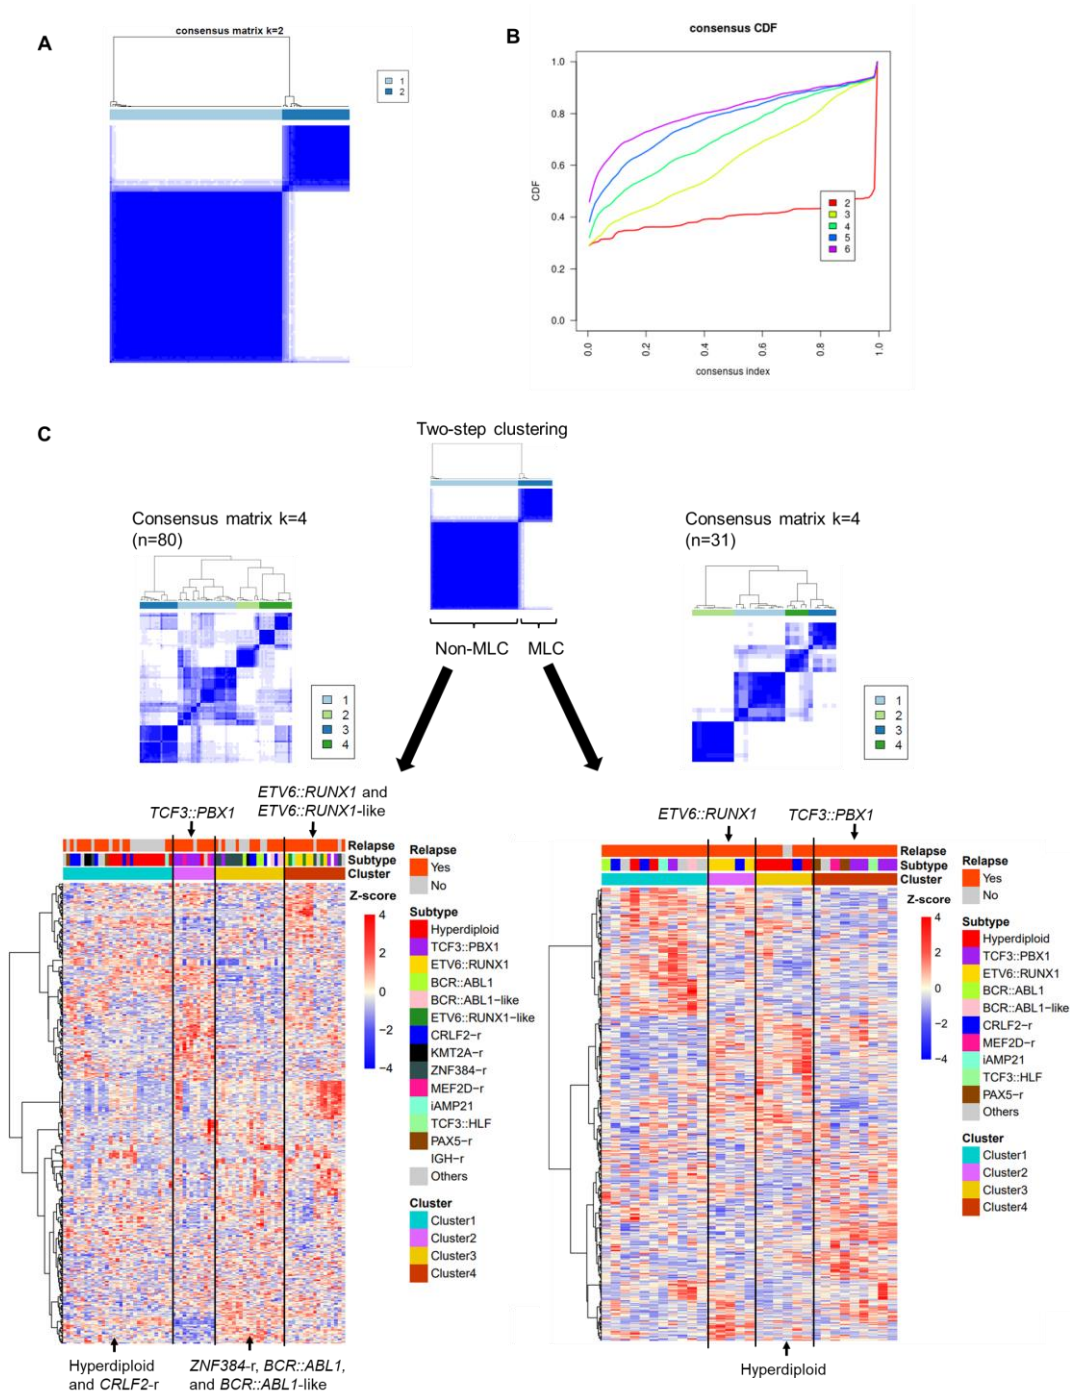 A
consensus matrix k=2
1
2
B
consensus CDF
1.0
0.8
0.6
0.4
0.2
0.0
CDF
2
3
4
5
6
0.0
0.2
0.4
0.6
0.8
1.0
consensus index
C
Two-step clustering
Consensus matrix k=4
(n=80)
1
2
3
4
Non-MLC
MLC
Consensus matrix k=4
(n=31)
1
2
3
4
TCF3::PBX1
ETV6::RUNX1 and
ETV6::RUNX1-like
Relapse
Subtype
Cluster
Z-score
4
2
0
−2
−4
Relapse
Yes
No
Subtype
Hyperdiploid
TCF3::PBX1
ETV6::RUNX1
BCR::ABL1
BCR::ABL1−like
ETV6::RUNX1−like
CRLF2−r
KMT2A−r
ZNF384−r
MEF2D−r
iAMP21
TCF3::HLF
PAX5−r
IGH−r
Others
Cluster
Cluster1
Cluster2
Cluster3
Cluster4
Hyperdiploid
and CRLF2-r
ZNF384-r, BCR::ABL1,
and BCR::ABL1-like
ETV6::RUNX1
TCF3::PBX1
Relapse
Subtype
Cluster
Z-score
4
2
0
−2
−4
Relapse
Yes
No
Subtype
Hyperdiploid
TCF3::PBX1
ETV6::RUNX1
BCR::ABL1
BCR::ABL1−like
CRLF2−r
MEF2D−r
iAMP21
TCF3::HLF
PAX5−r
Others
Cluster
Cluster1
Cluster2
Cluster3
Cluster4
Hyperdiploid